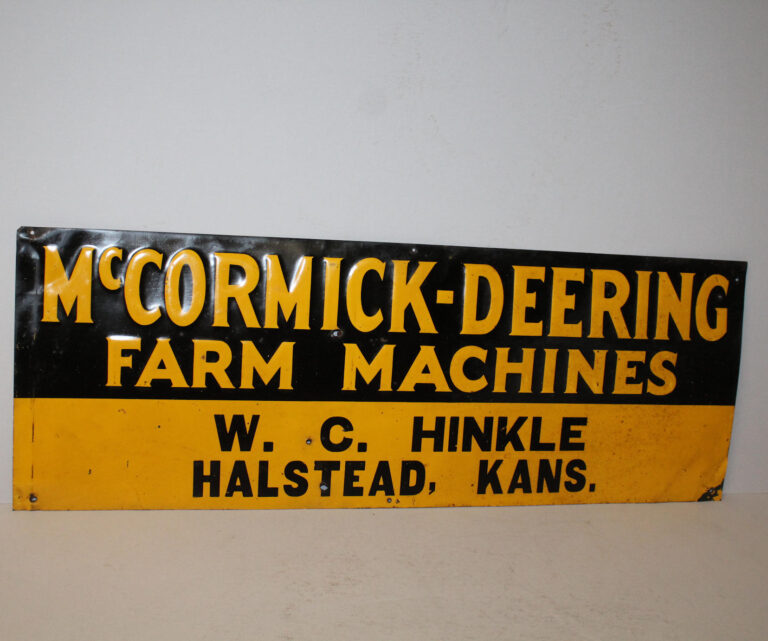 McCORMICK-DEERING
FARM MACHINES
W. C. HINKLE
HALSTEAD, KANS.